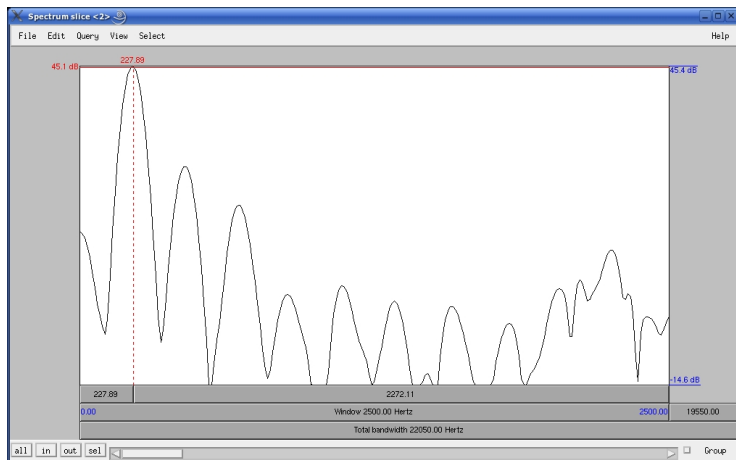 Spectrum slice <2>
File Edit Query View Select Help
227.89
45.1 dB
45.4 dB
-14.6 dB
227.89 2272.11
0.00 Window 2500.00 Hertz 2500.00 19550.00
Total bandwidth 22050.00 Hertz
all in out sel Group